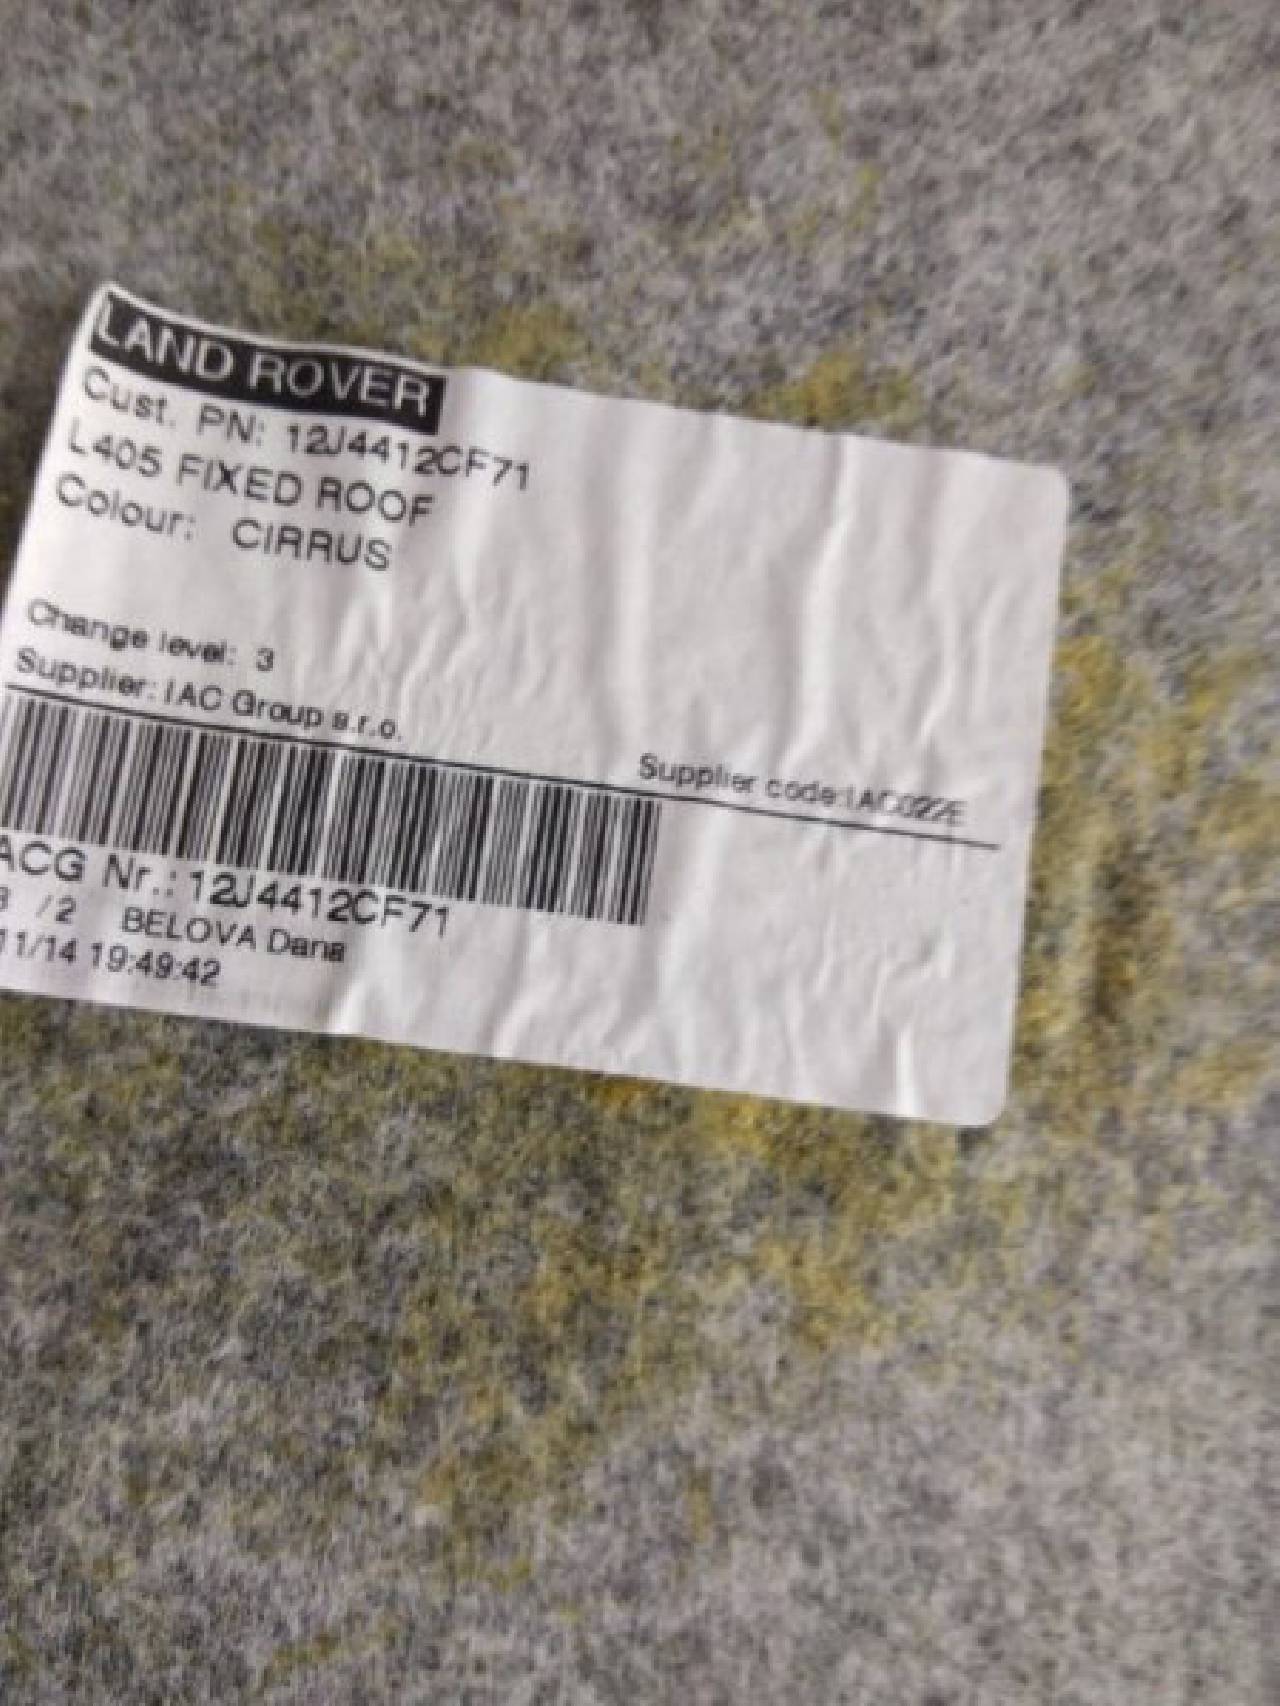 LAND ROVER
Cust. PN: 12J4412CF71
L405 FIXED ROOF
Colour: CIRRUS
Change level: 3
Supplier: IAC Group s.r.o.
Supplier code:
ACG Nr.: 12J4412CF71
3 /2 BELOVA Dana
11/14 19:49:42